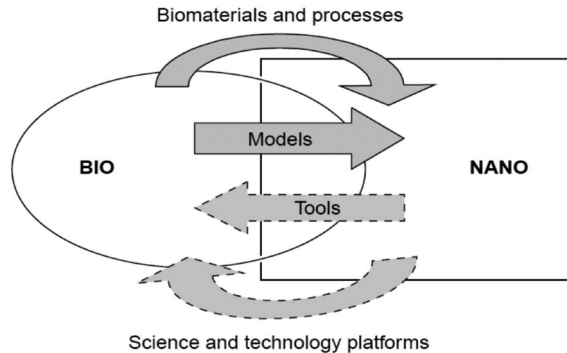 Biomaterials and processes
Models
BIO
NANO
Tools
Science and technology platforms